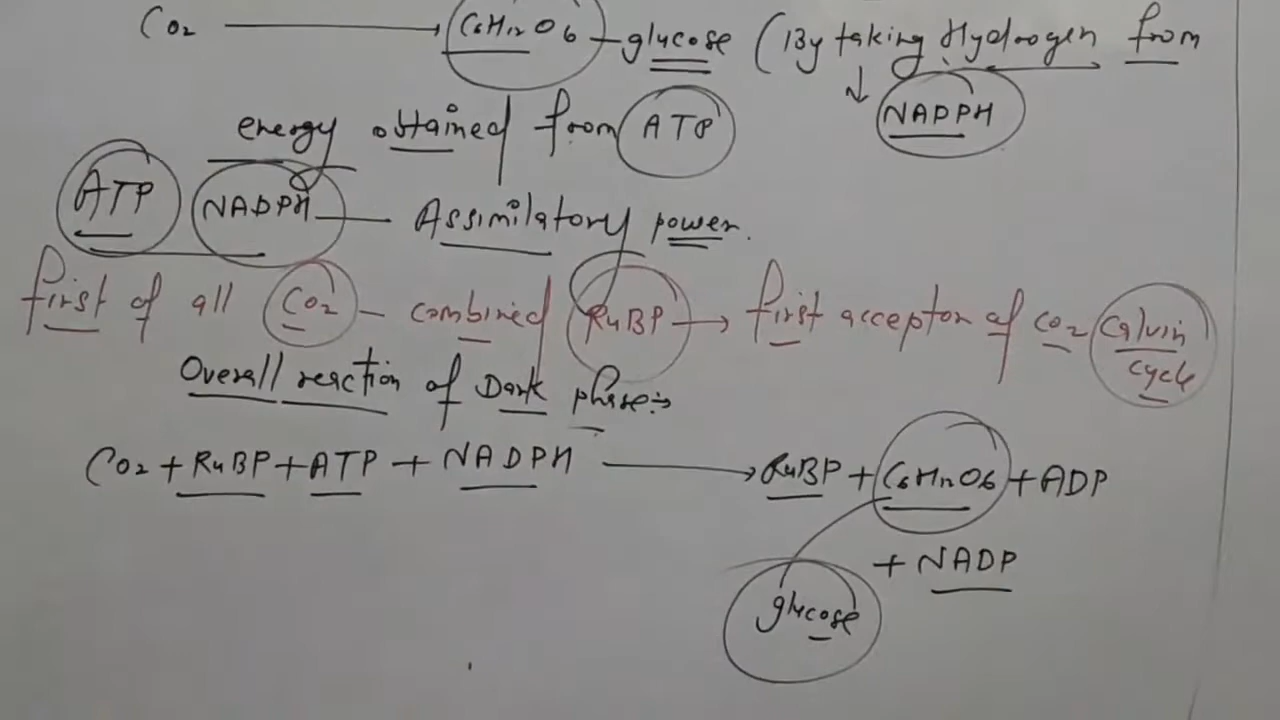 CO2 → C6H12O6 - glucose (By taking Hydrogen from
↓ NADPH
energy obtained from ATP
ATP NADPH - Assimilatory power.
first of all CO2 - combined RuBP → first acceptor of CO2 Calvin cycle
Overall reaction of Dark phase:→
CO2 + RuBP + ATP + NADPH → RuBP + C6H12O6 + ADP
+ NADP
glucose